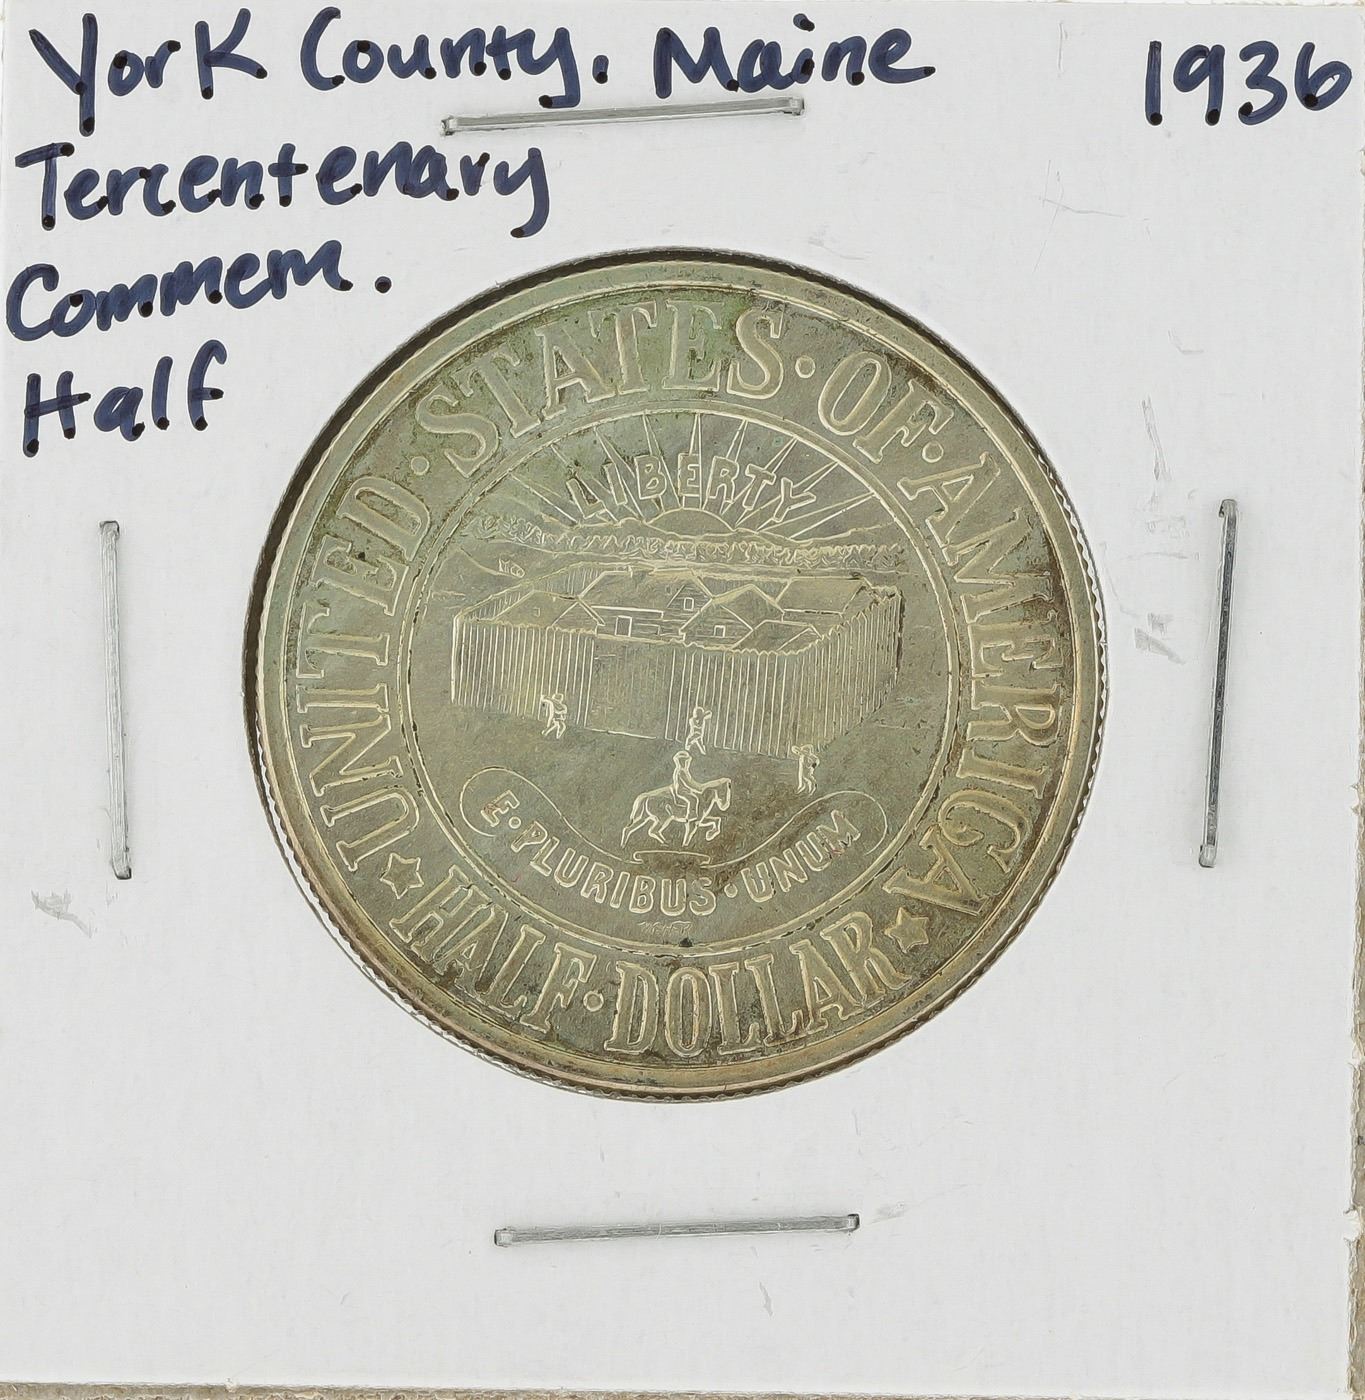 York County, Maine 1936
Tercentenary
Commem.
Half
UNITED·STATES·OF·AMERICA
LIBERTY
E·PLURIBUS·UNUM
HALF·DOLLAR